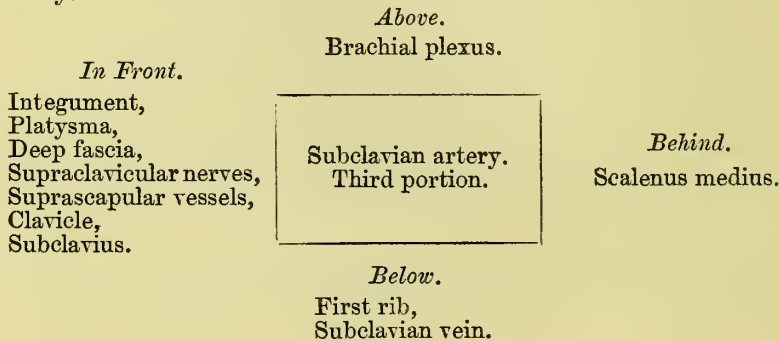 Above.
Brachial plexus.
In Front.
Integument,
Platysma,
Deep fascia,
Supraclavicular nerves,
Suprascapular vessels,
Clavicle,
Subclavius.
Subclavian artery.
Third portion.
Behind.
Scalenus medius.
Below.
First rib,
Subclavian vein.